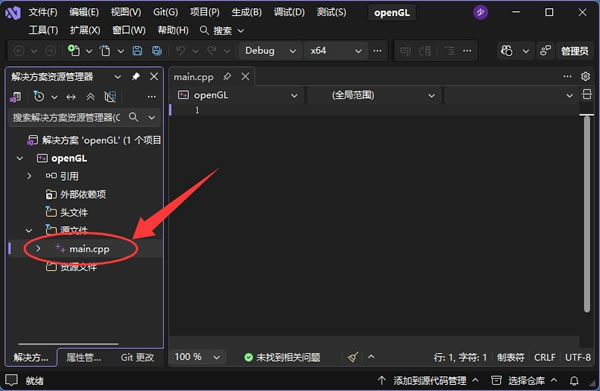 文件(F) 编辑(E) 视图(V) Git(G) 项目(P) 生成(B) 调试(D) 测试(S) openGL 少
工具(T) 扩展(X) 窗口(W) 帮助(H) 搜索
Debug x64 管理员
解决方案资源管理器
搜索解决方案资源管理器(C
解决方案 'openGL' (1 个项目
openGL
引用
外部依赖项
头文件
源文件
main.cpp
资源文件
解决方... 属性管... Git 更改
main.cpp
openGL (全局范围)
1
100 % 未找到相关问题 行: 1, 字符: 1 制表符 CRLF UTF-8
就绪 添加到源代码管理 选择仓库